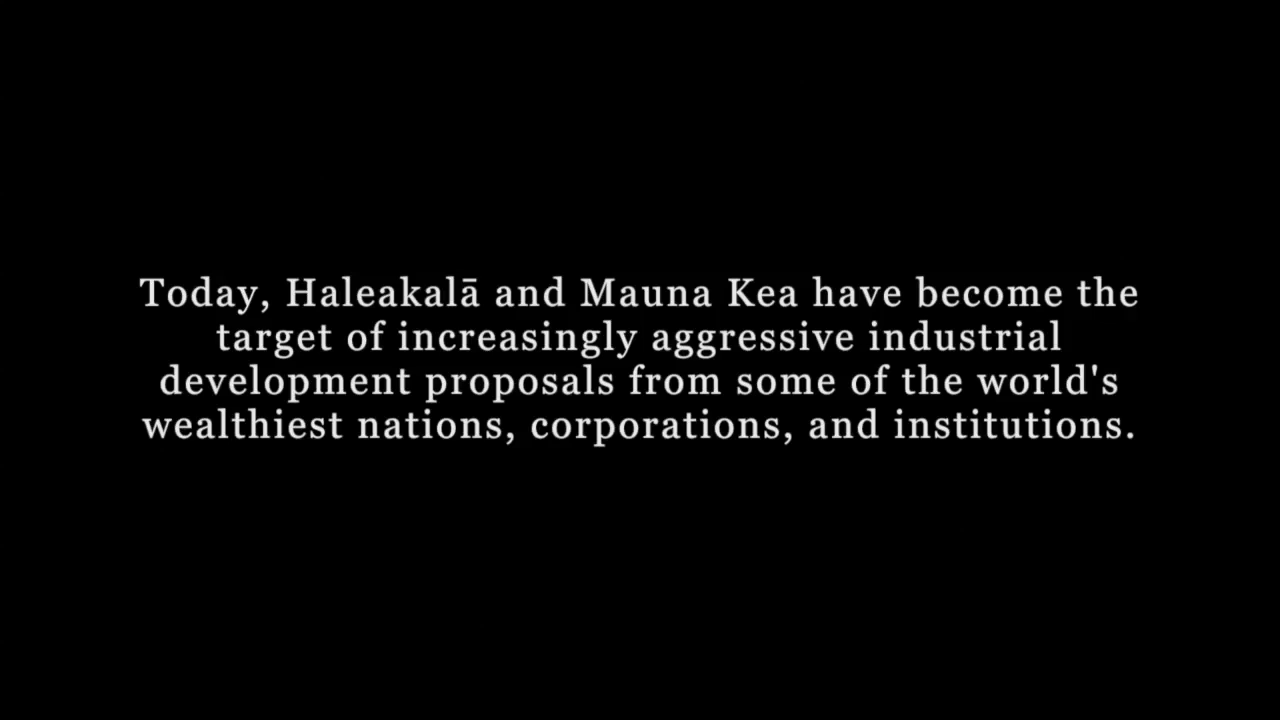 Today, Haleakalā and Mauna Kea have become the
target of increasingly aggressive industrial
development proposals from some of the world's
wealthiest nations, corporations, and institutions.